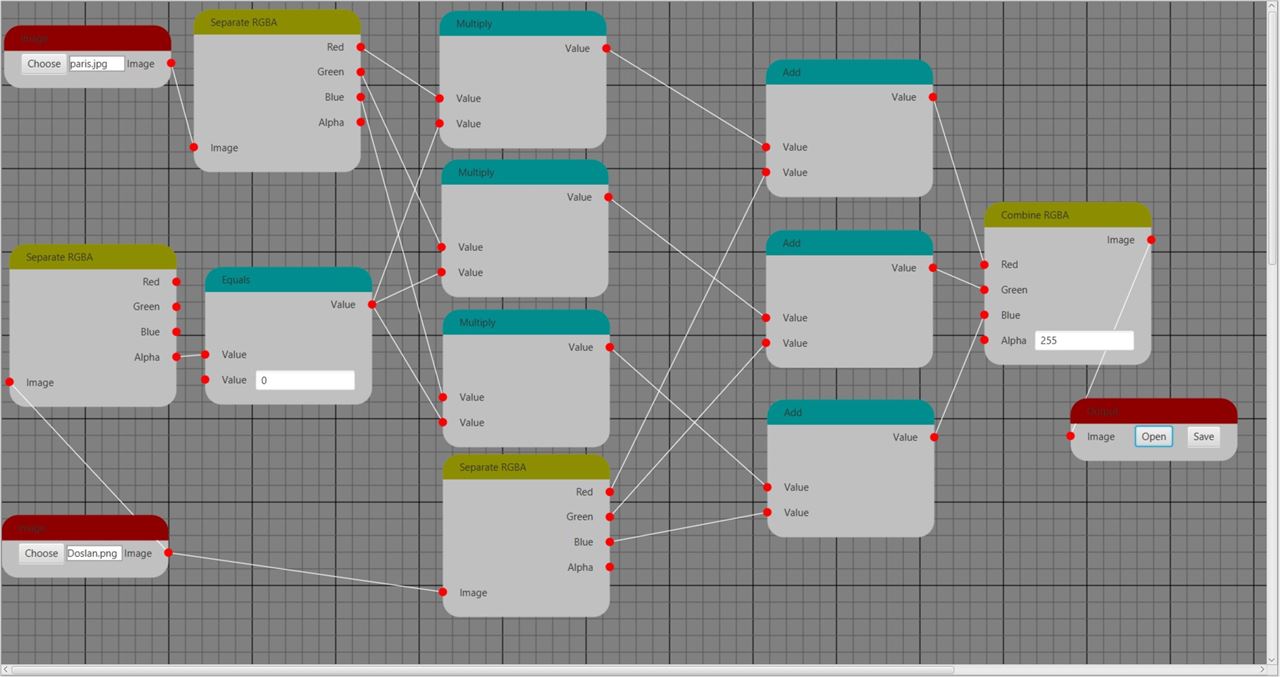 Image
Choose paris.jpg Image
Separate RGBA
Red
Green
Blue
Alpha
Image
Multiply
Value
Value
Value
Multiply
Value
Value
Value
Multiply
Value
Value
Value
Separate RGBA
Red
Green
Blue
Alpha
Image
Equals
Value
Value
Value 0
Image
Choose Doslan.png Image
Separate RGBA
Red
Green
Blue
Alpha
Image
Add
Value
Value
Value
Add
Value
Value
Value
Add
Value
Value
Value
Combine RGBA
Image
Red
Green
Blue
Alpha 255
Output
Image Open Save